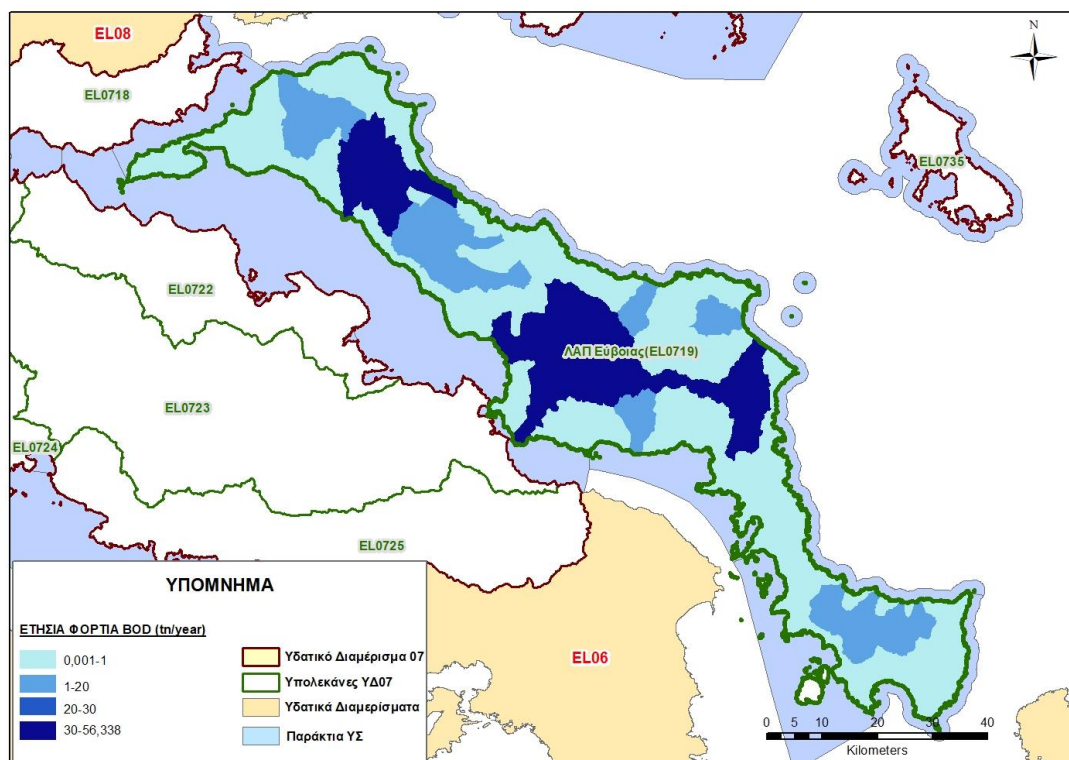 EL08
N
EL0718
EL0735
EL0722
ΛΑΠ Εύβοιας(EL0719)
EL0723
EL0724
EL0725
EL06
ΥΠΟΜΝΗΜΑ
ΕΤΗΣΙΑ ΦΟΡΤΙΑ BOD (tn/year)
0,001-1
1-20
20-30
30-56,338
Υδατικό Διαμέρισμα 07
Υπολεκάνες ΥΔ07
Υδατικά Διαμερίσματα
Παράκτια ΥΣ
0 5 10 20 30 40
Kilometers